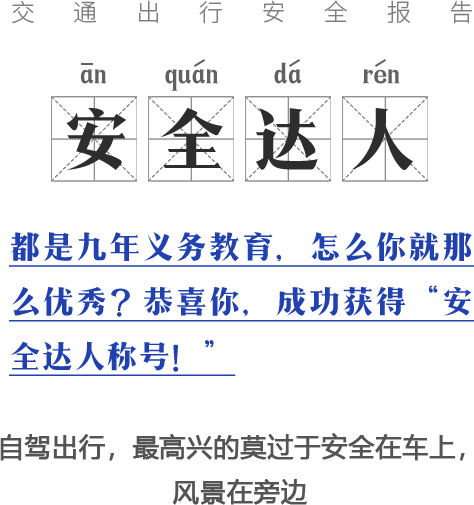 交通出行安全报告
ān quán dá rén
安全达人
都是九年义务教育，怎么你就那
么优秀？恭喜你，成功获得“安
全达人称号！”
自驾出行，最高兴的莫过于安全在车上，
风景在旁边